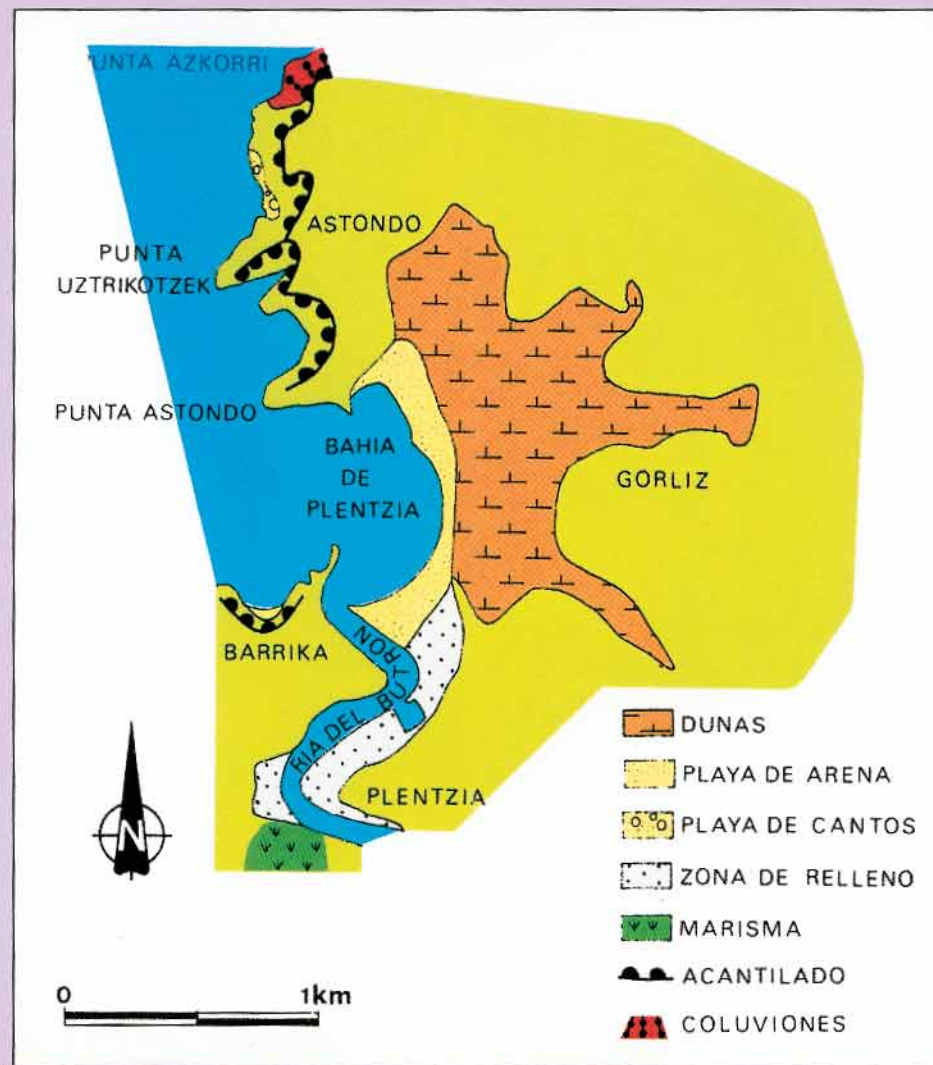 PUNTA AZKORRI
ASTONDO
PUNTA
UZTRIKOTZEK
PUNTA ASTONDO
BAHIA
DE
PLENTZIA
GORLIZ
BARRIKA
RIA DEL BUTRON
PLENTZIA
N
DUNAS
PLAYA DE ARENA
PLAYA DE CANTOS
ZONA DE RELLENO
MARISMA
ACANTILADO
COLUVIONES
0 1km